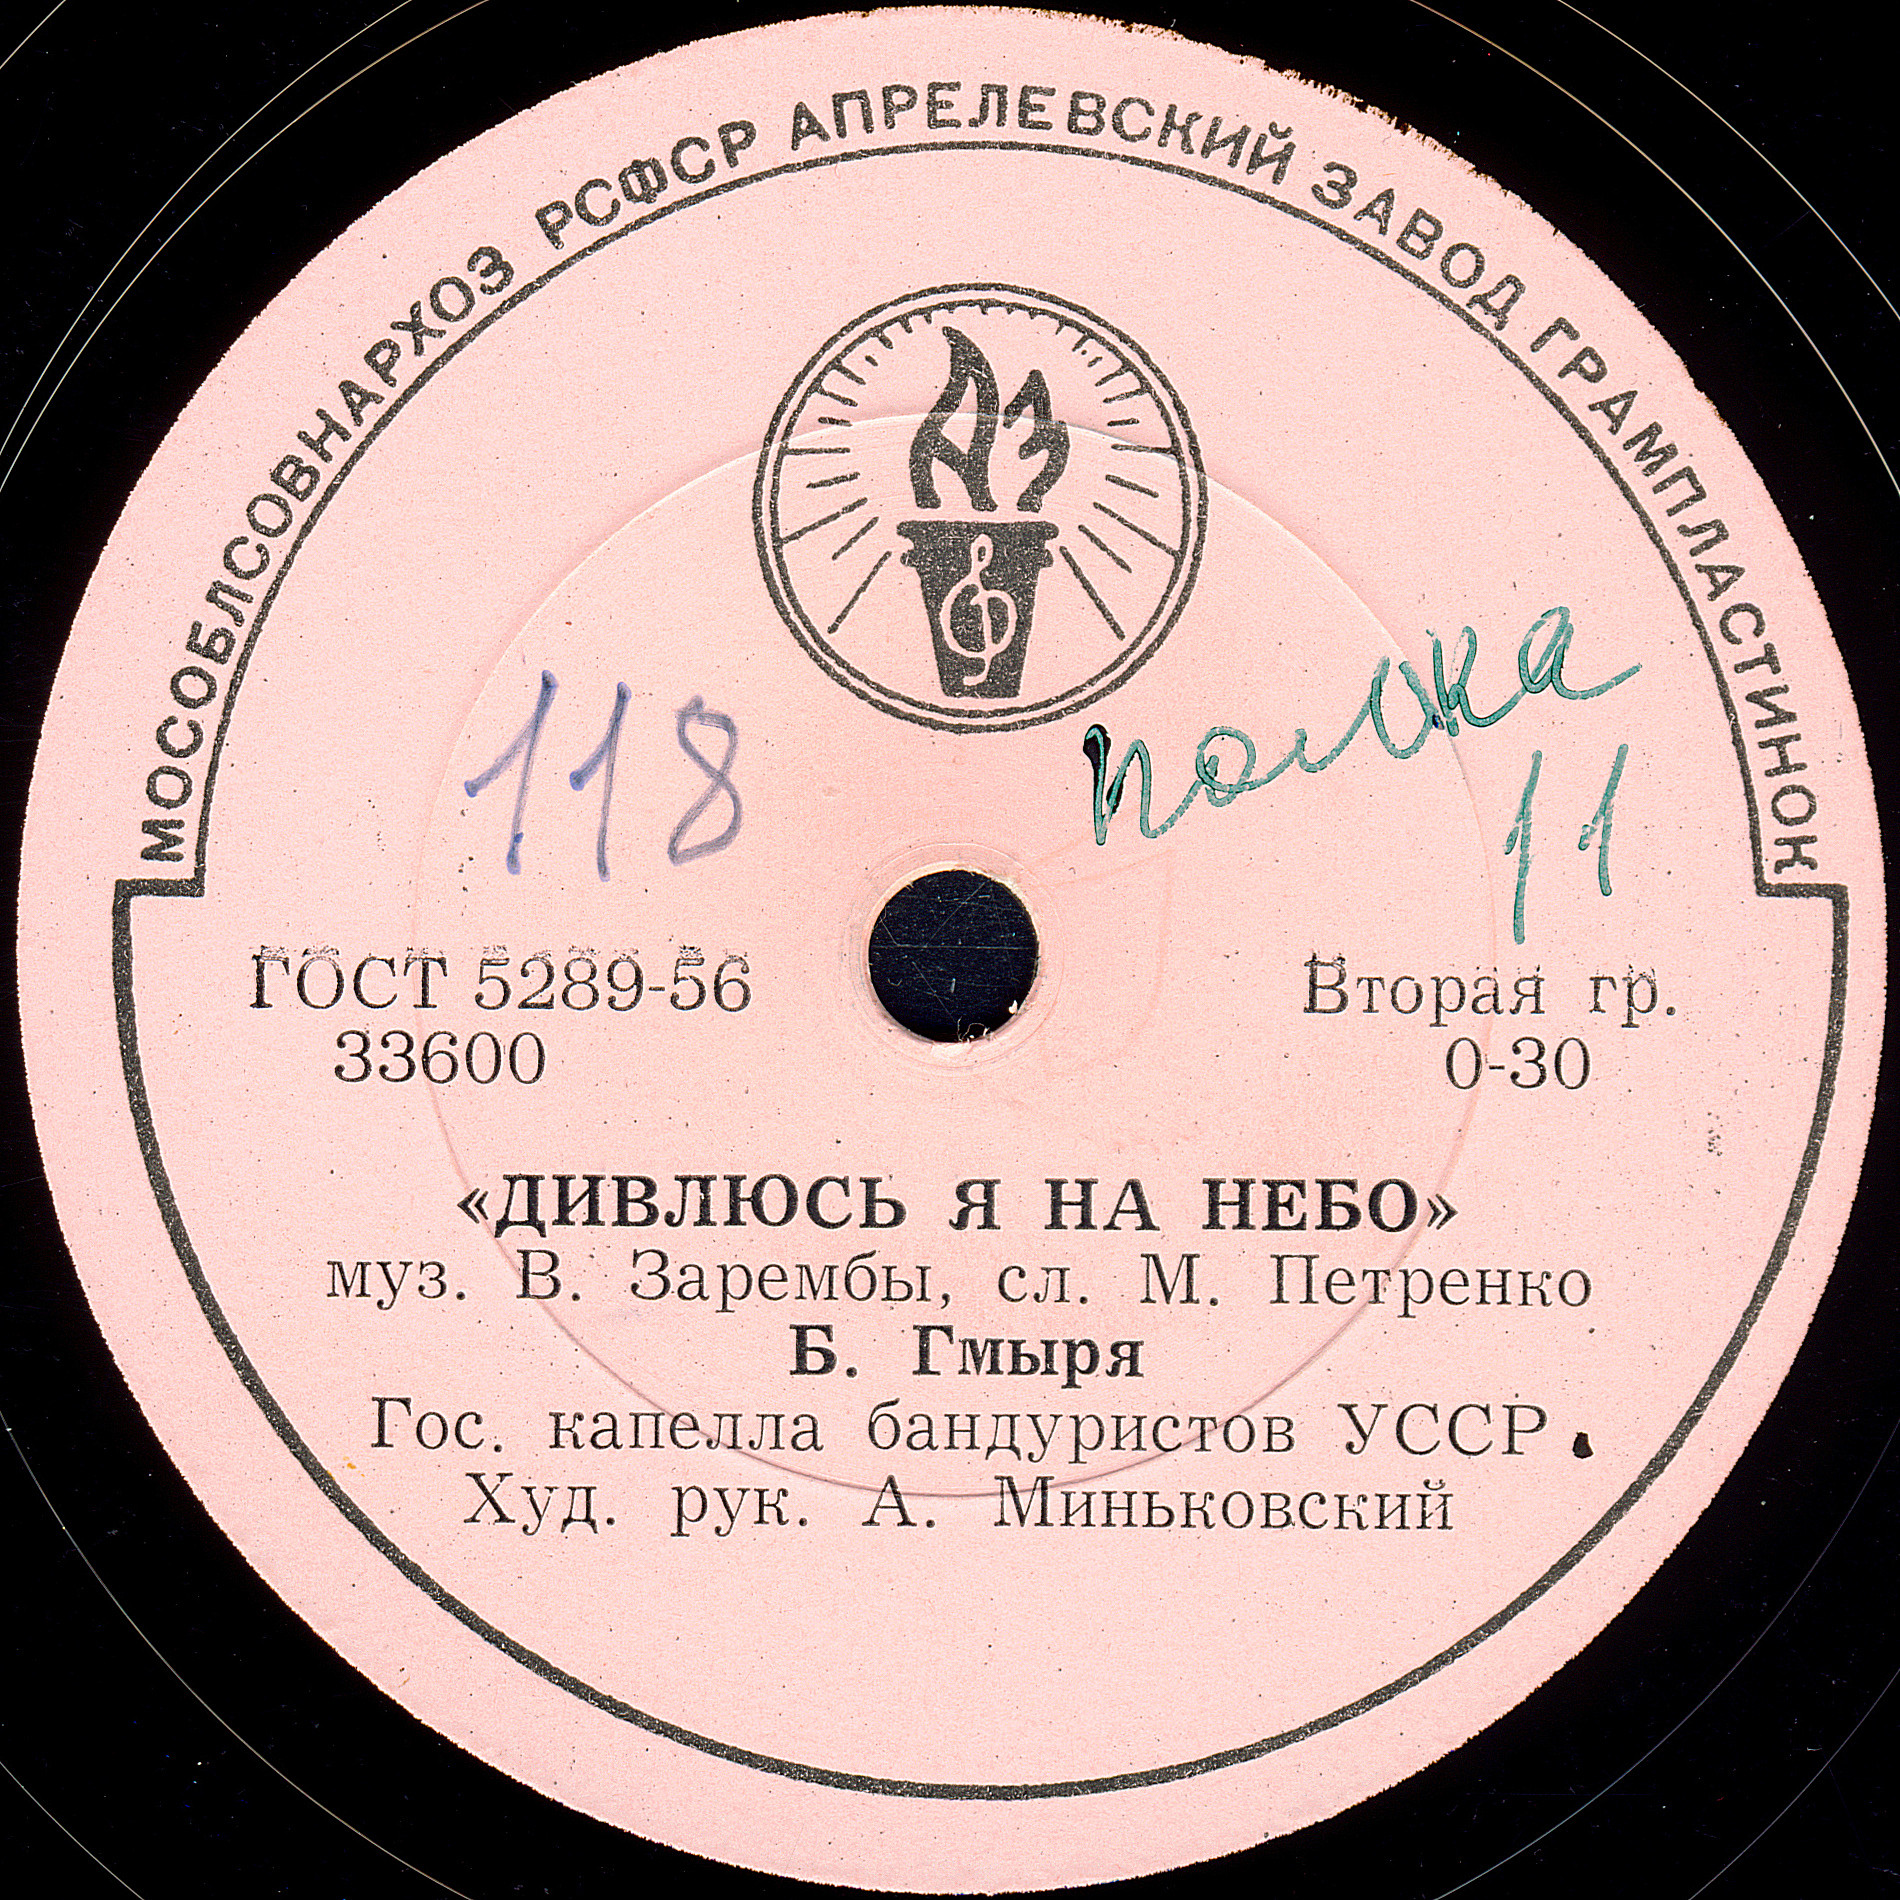 МОСОБЛСОВНАРХОЗ РСФСР АПРЕЛЕВСКИЙ ЗАВОД ГРАМПЛАСТИНОК
118
полка
11
ГОСТ 5289-56
33600
Вторая гр.
0-30
«ДИВЛЮСЬ Я НА НЕБО»
муз. В. Зарембы, сл. М. Петренко
Б. Гмыря
Гос. капелла бандуристов УССР
Худ. рук. А. Миньковский